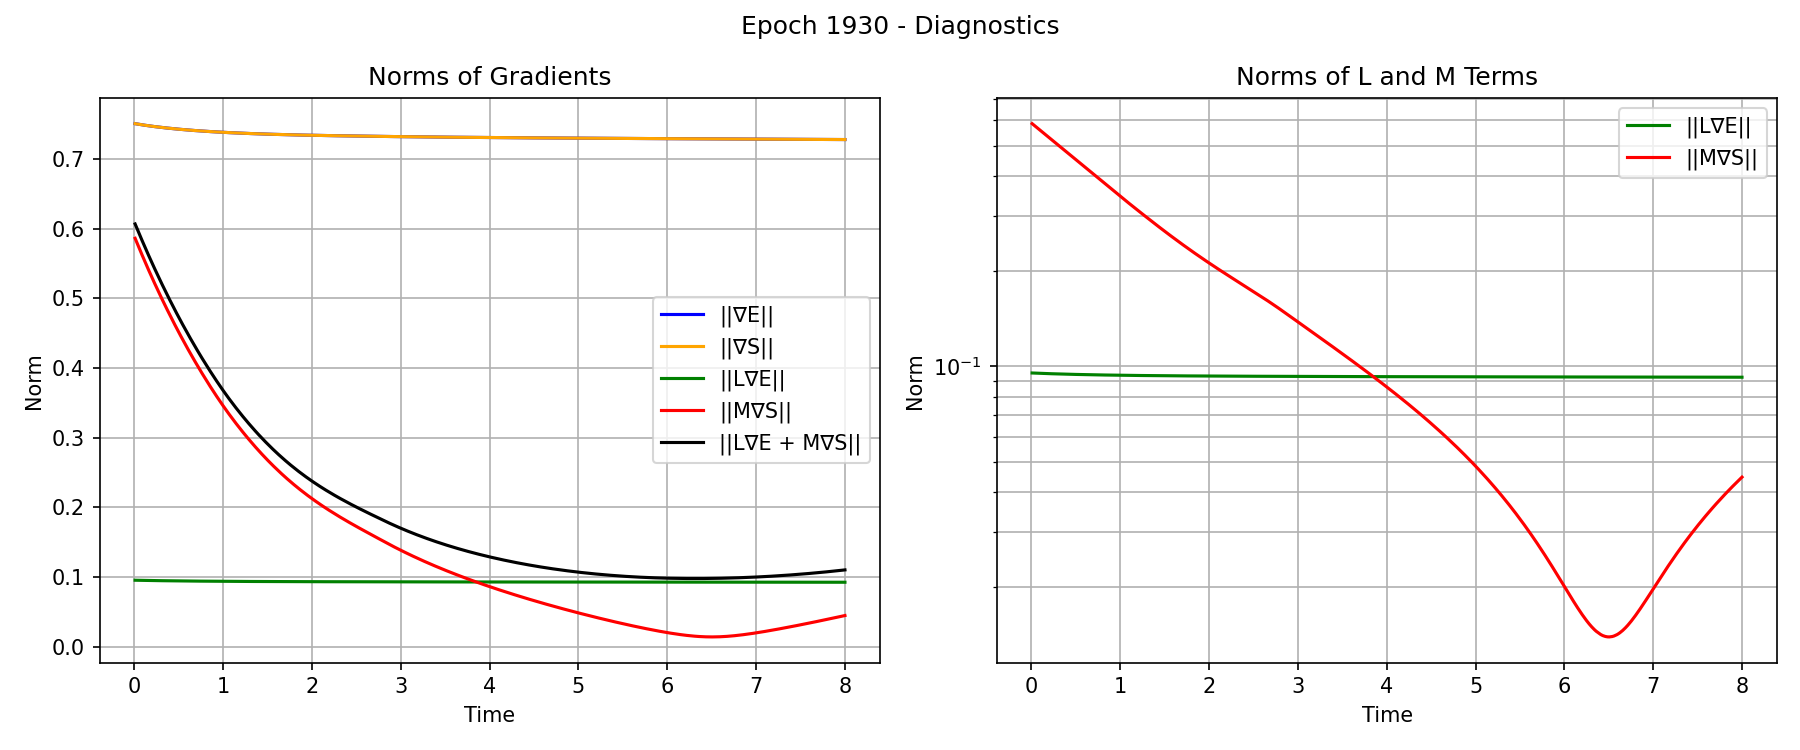 Epoch 1930 - Diagnostics
Norms of Gradients
Norm
0.7
0.6
0.5
0.4
0.3
0.2
0.1
0.0
||∇E||
||∇S||
||L∇E||
||M∇S||
||L∇E + M∇S||
0 1 2 3 4 5 6 7 8
Time
Norms of L and M Terms
Norm
10⁻¹
||L∇E||
||M∇S||
0 1 2 3 4 5 6 7 8
Time